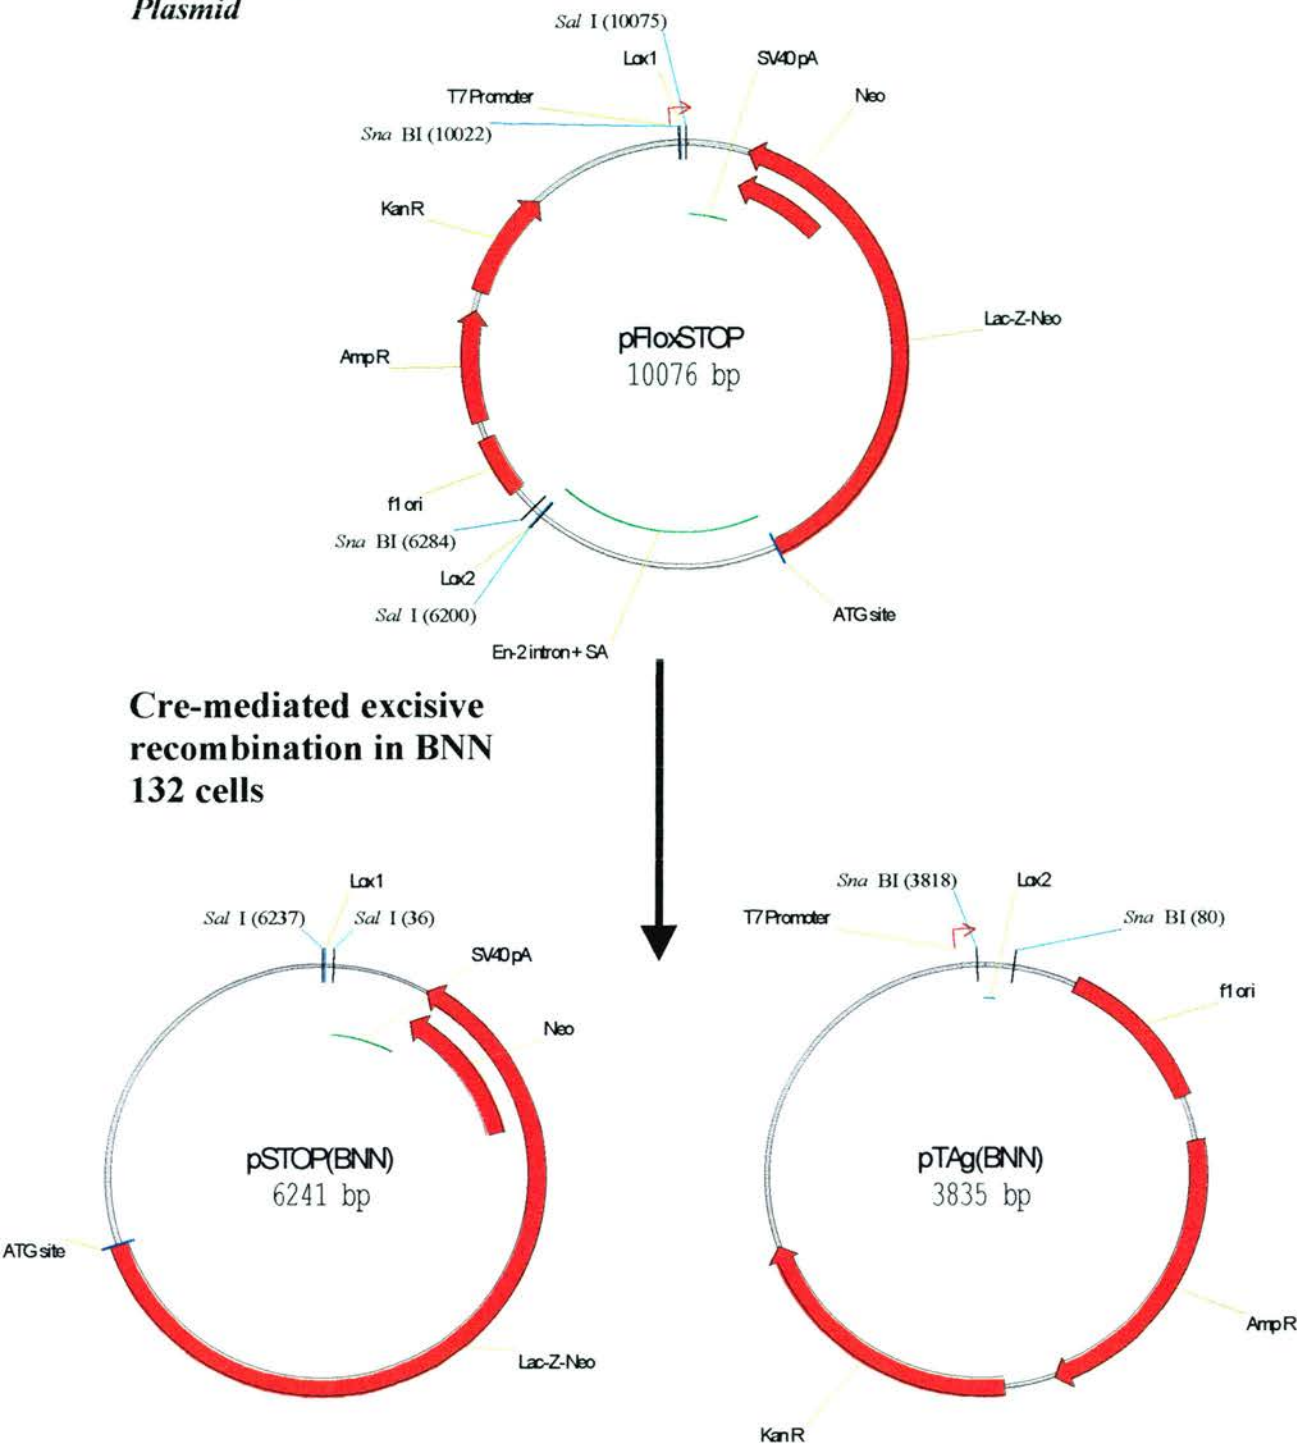 Plasmid
Sal I (10075)
Lox1
SV40 pA
T7 Promoter
Neo
Sna BI (10022)
Kan R
Lac-Z-Neo
pFloxSTOP
10076 bp
Amp R
f1 ori
Sna BI (6284)
Lox2
Sal I (6200)
ATG site
En-2 intron + SA
Cre-mediated excisive
recombination in BNN
132 cells
Lox1
Sal I (6237)
Sal I (36)
SV40 pA
Neo
pSTOP(BNN)
6241 bp
ATG site
Lac-Z-Neo
Sna BI (3818)
Lox2
T7 Promoter
Sna BI (80)
f1 ori
pTAg(BNN)
3835 bp
Amp R
Kan R